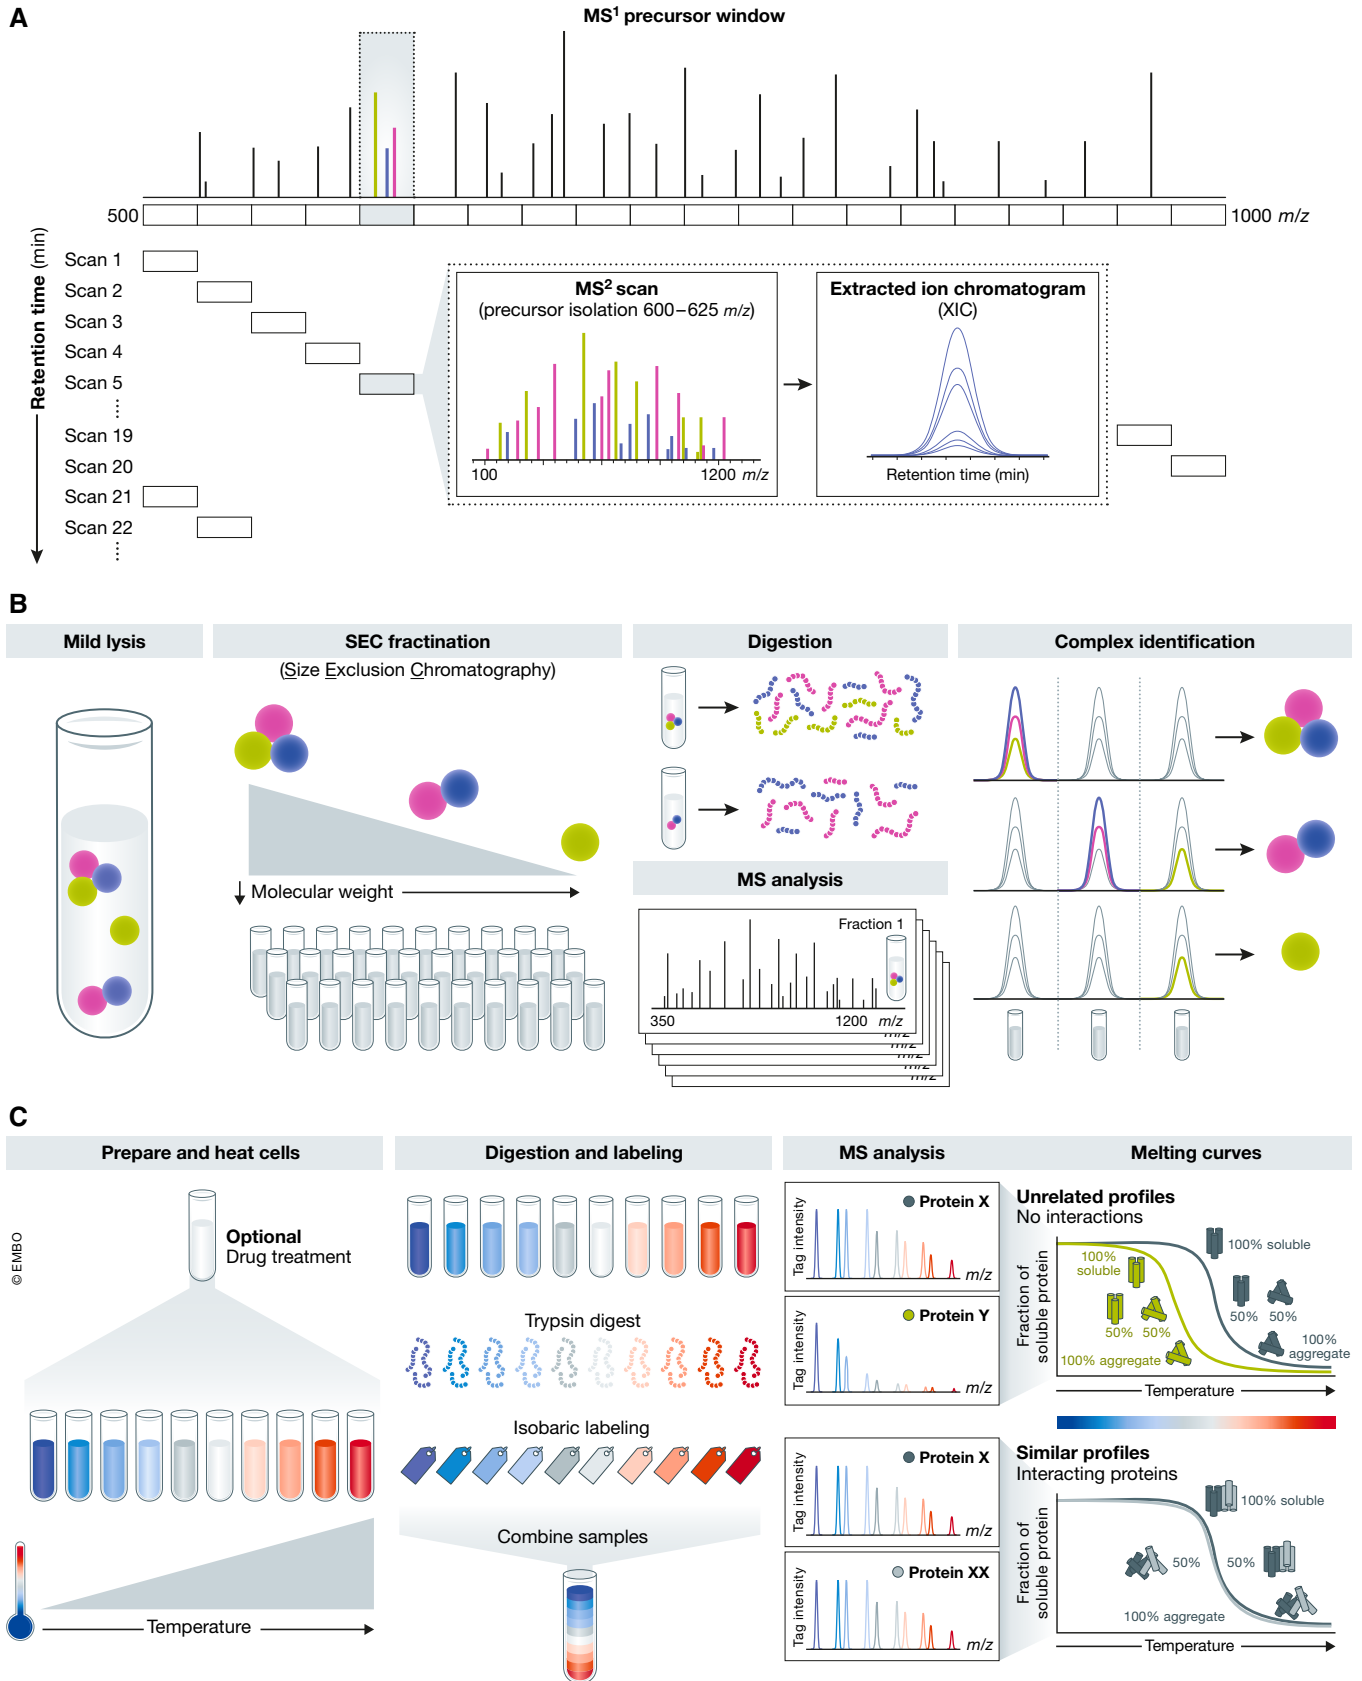 A
MS1 precursor window
500
1000 m/z
Retention time (min)
Scan 1
Scan 2
Scan 3
Scan 4
Scan 5
Scan 19
Scan 20
Scan 21
Scan 22
MS2 scan
(precursor isolation 600–625 m/z)
100
1200 m/z
Extracted ion chromatogram
(XIC)
Retention time (min)
B
Mild lysis
SEC fractination
(Size Exclusion Chromatography)
Molecular weight
Digestion
MS analysis
Fraction 1
350
1200 m/z
m/z
m/z
m/z
m/z
Complex identification
C
Prepare and heat cells
Optional
Drug treatment
Temperature
© EMBO
Digestion and labeling
Trypsin digest
Isobaric labeling
Combine samples
MS analysis
Tag intensity
Protein X
m/z
Tag intensity
Protein Y
m/z
Tag intensity
Protein X
m/z
Tag intensity
Protein XX
m/z
Melting curves
Unrelated profiles
No interactions
Fraction of
soluble protein
100%
soluble
100% soluble
50%
50%
50%
50%
100% aggregate
100%
aggregate
Temperature
Similar profiles
Interacting proteins
Fraction of
soluble protein
100% soluble
50%
50%
100% aggregate
Temperature